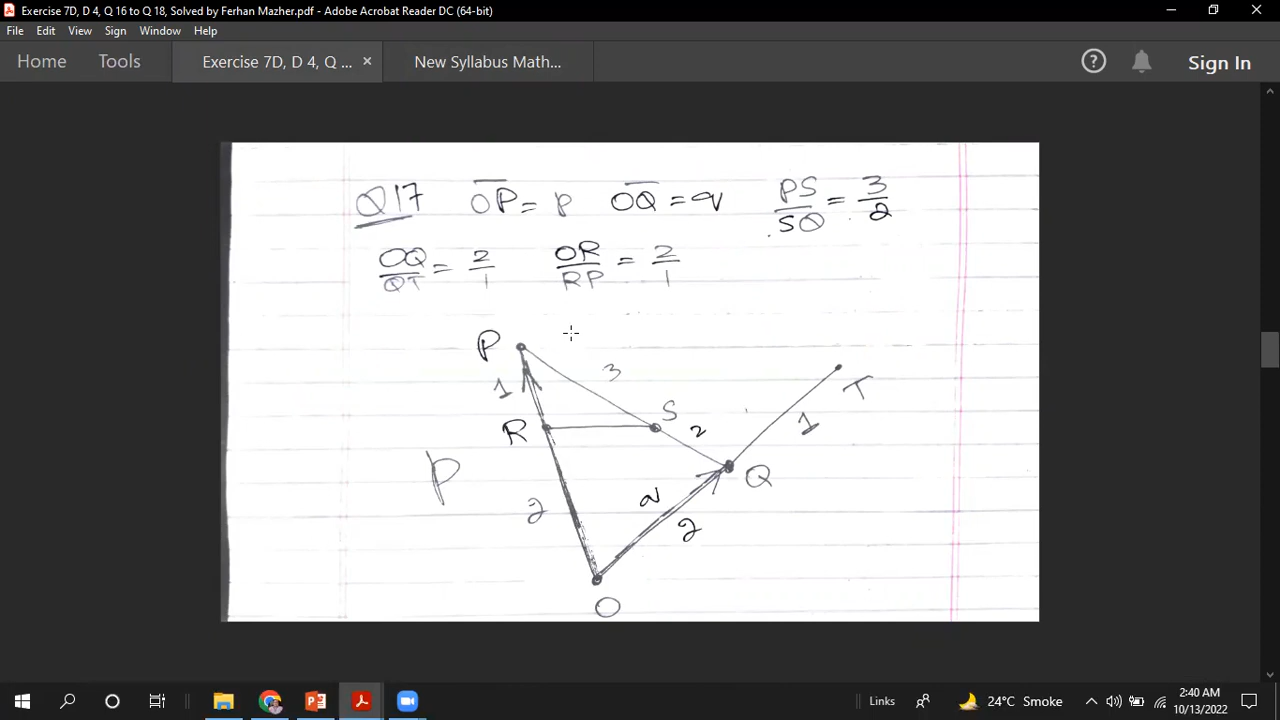 Exercise 7D, D 4, Q 16 to Q 18, Solved by Ferhan Mazher.pdf - Adobe Acrobat Reader DC (64-bit)
File Edit View Sign Window Help
Home Tools Exercise 7D, D 4, Q ... × New Syllabus Math... ? Sign In
Q17 OP = p OQ = q PS/SQ = 3/2
OQ/QT = 2/1 OR/RP = 2/1
P
3
1
T
S
R
2
1
P
Q
q
2
2
O
Links
24°C Smoke
2:40 AM
10/13/2022